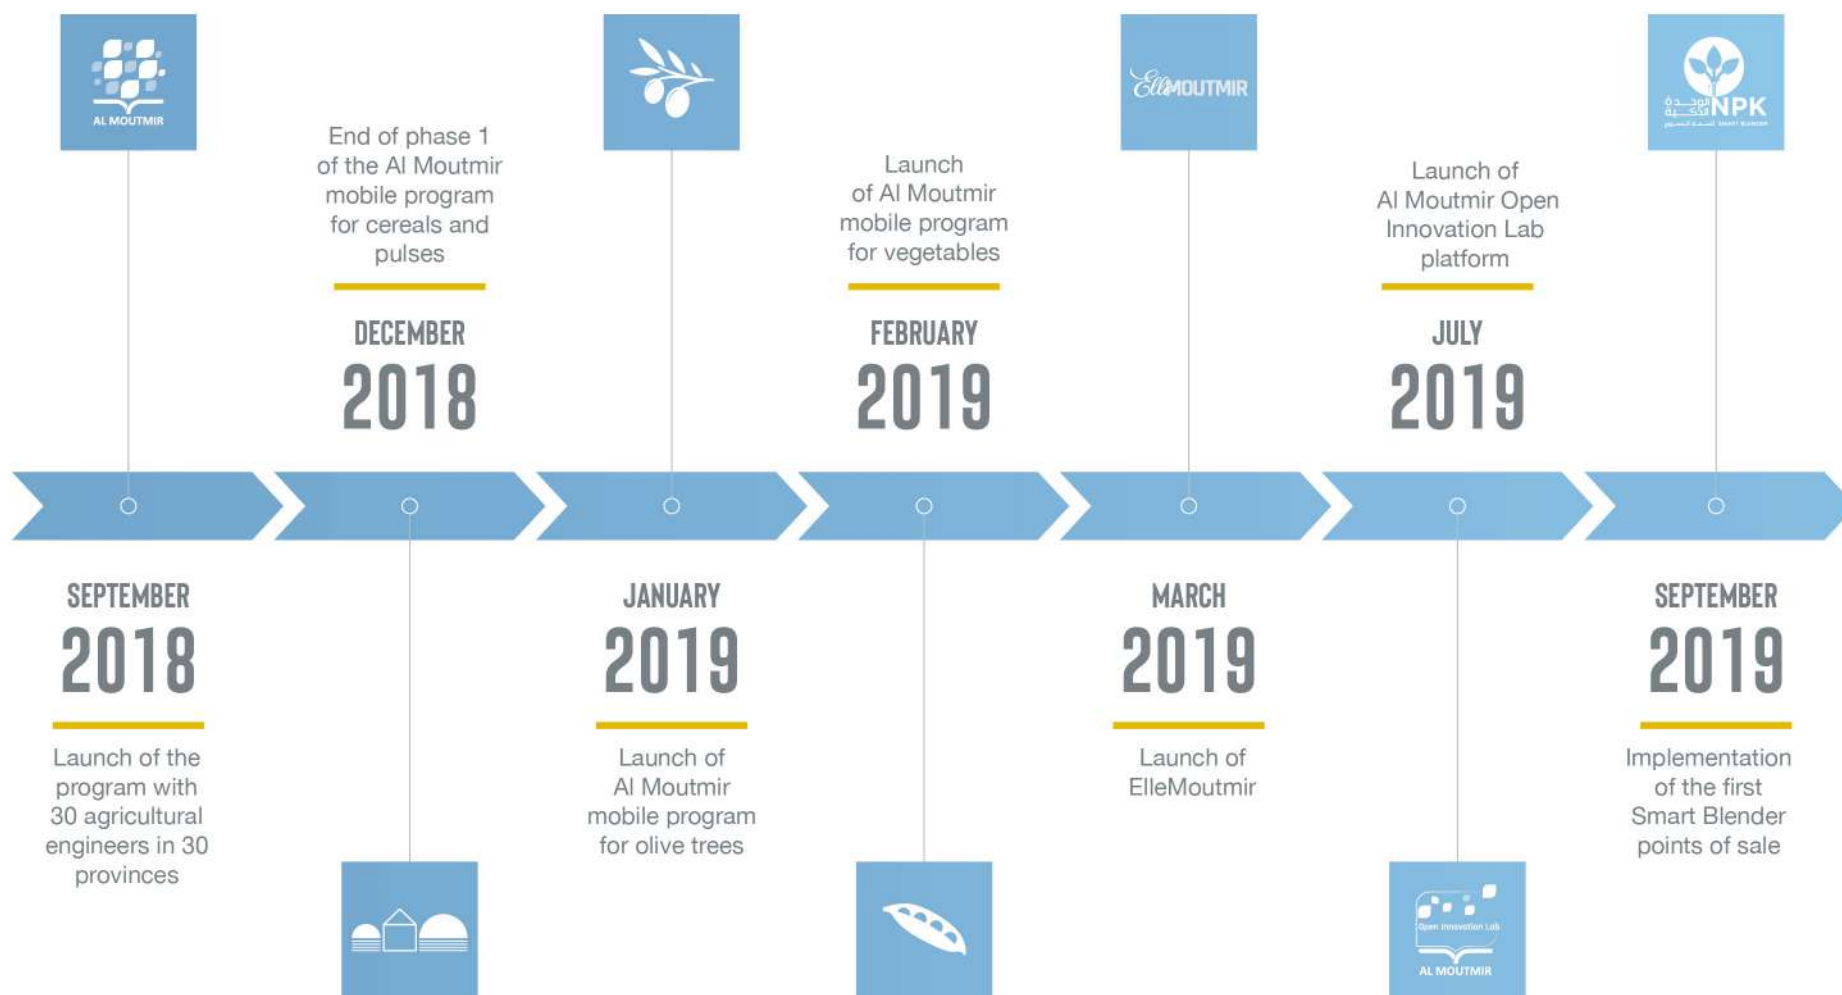 AL MOUTMIR
SEPTEMBER
2018
Launch of the
program with
30 agricultural
engineers in 30
provinces
End of phase 1
of the Al Moutmir
mobile program
for cereals and
pulses
DECEMBER
2018
JANUARY
2019
Launch of
Al Moutmir
mobile program
for olive trees
Launch
of Al Moutmir
mobile program
for vegetables
FEBRUARY
2019
ElleMOUTMIR
MARCH
2019
Launch of
ElleMoutmir
Launch of
Al Moutmir Open
Innovation Lab
platform
JULY
2019
Open Innovation Lab
AL MOUTMIR
الوحدة
الذكية
NPK
SMART BLENDER
SEPTEMBER
2019
Implementation
of the first
Smart Blender
points of sale